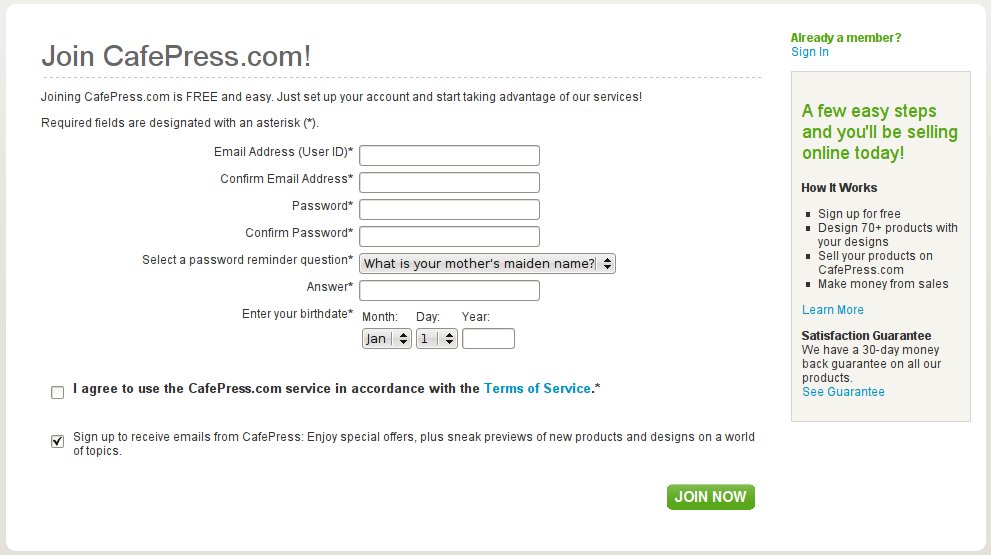 Join CafePress.com!
Joining CafePress.com is FREE and easy. Just set up your account and start taking advantage of our services!
Required fields are designated with an asterisk (*).
Email Address (User ID)*
Confirm Email Address*
Password*
Confirm Password*
Select a password reminder question* What is your mother's maiden name?
Answer*
Enter your birthdate* Month: Day: Year:
Jan 1
I agree to use the CafePress.com service in accordance with the Terms of Service.*
Sign up to receive emails from CafePress: Enjoy special offers, plus sneak previews of new products and designs on a world
of topics.
JOIN NOW
Already a member?
Sign In
A few easy steps
and you'll be selling
online today!
How It Works
Sign up for free
Design 70+ products with
your designs
Sell your products on
CafePress.com
Make money from sales
Learn More
Satisfaction Guarantee
We have a 30-day money
back guarantee on all our
products.
See Guarantee